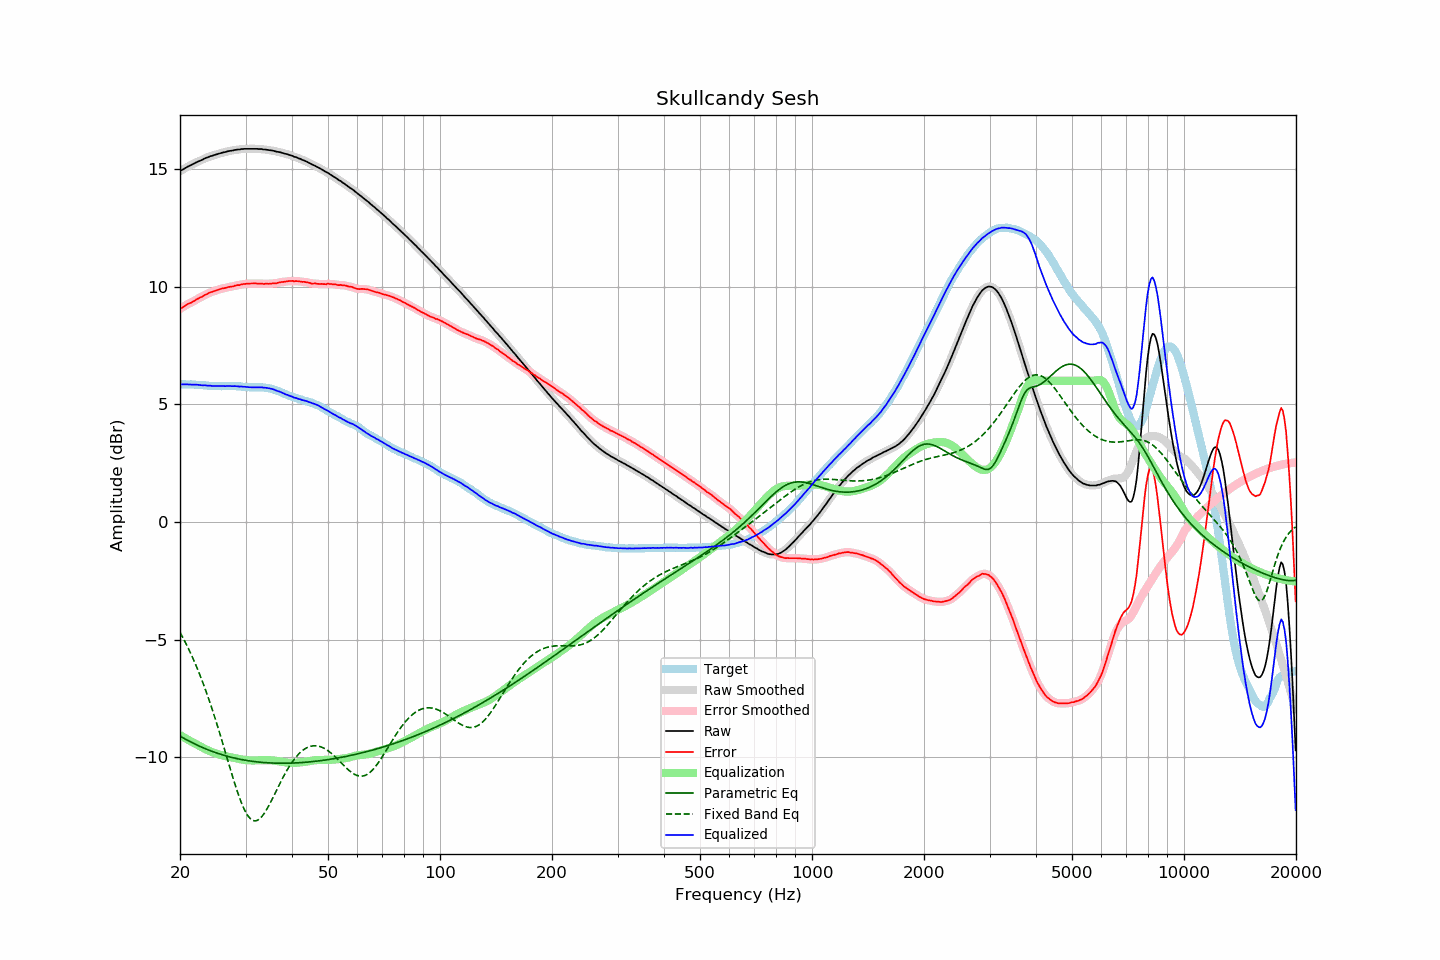 Skullcandy Sesh
Amplitude (dBr)
15
10
5
0
−5
−10
20
50
100
200
500
1000
2000
5000
10000
20000
Frequency (Hz)
Target
Raw Smoothed
Error Smoothed
Raw
Error
Equalization
Parametric Eq
Fixed Band Eq
Equalized